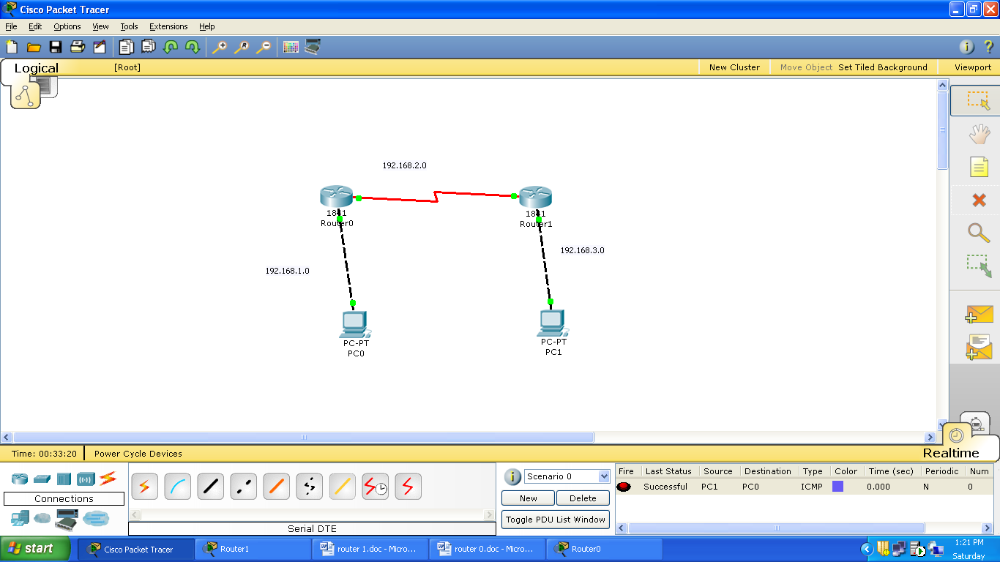 Cisco Packet Tracer
File Edit Options View Tools Extensions Help
Logical [Root] New Cluster Move Object Set Tiled Background Viewport
192.168.2.0
1841
Router0
1841
Router1
192.168.3.0
192.168.1.0
PC-PT
PC0
PC-PT
PC1
Realtime
Time: 00:33:20 Power Cycle Devices
Connections
Serial DTE
Scenario 0
New Delete
Toggle PDU List Window
Fire Last Status Source Destination Type Color Time (sec) Periodic Num
Successful PC1 PC0 ICMP 0.000 N 0
start Cisco Packet Tracer Router1 router 1.doc - Micro... router 0.doc - Micro... Router0
1:21 PM
Saturday